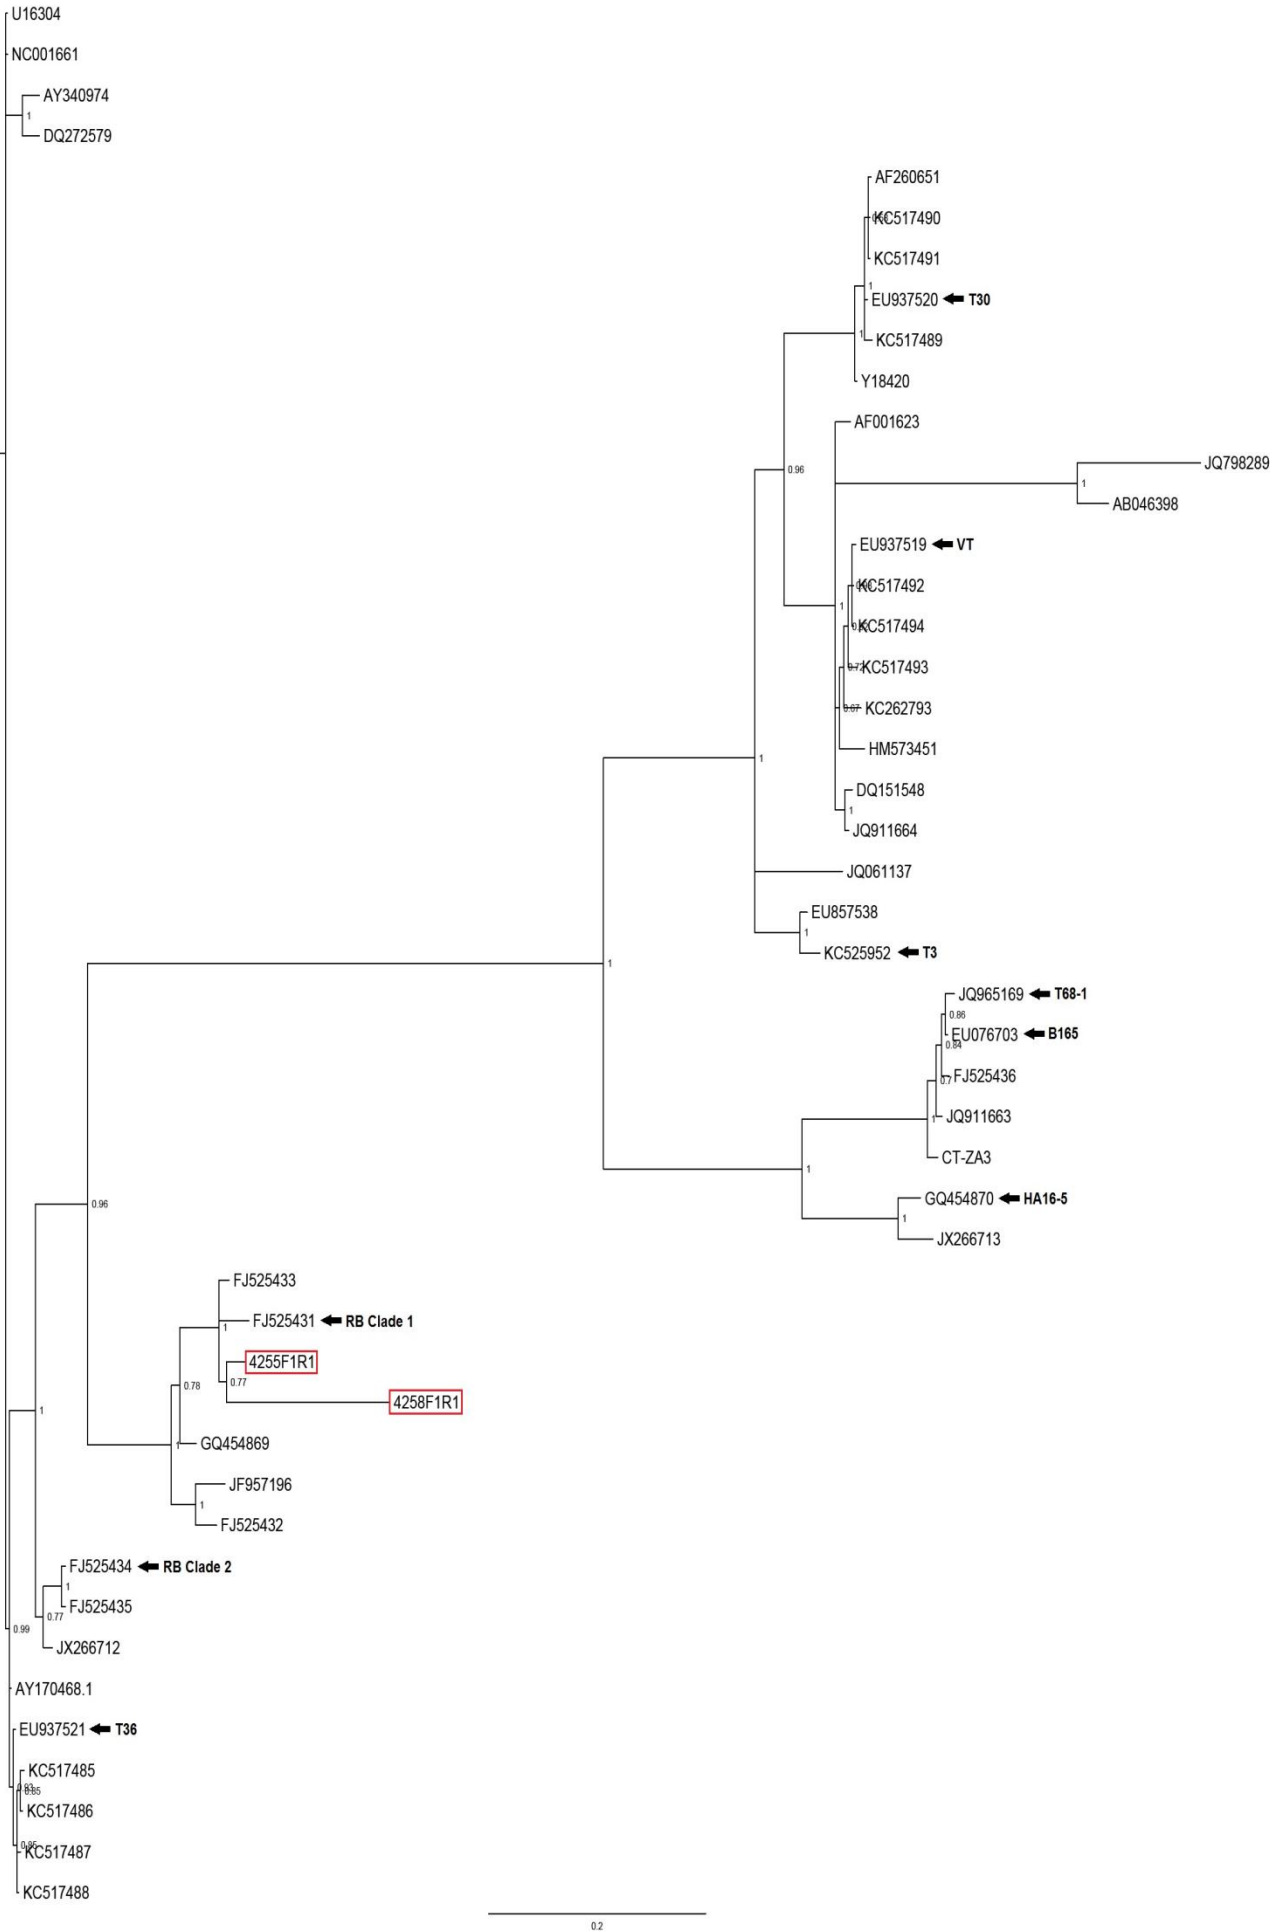 U16304
NC001661
AY340974
1
DQ272579
AF260651
KC517490
KC517491
1
EU937520 T30
1
KC517489
Y18420
AF001623
JQ798289
0.96
1
AB046398
EU937519 VT
KC517492
1
KC517494
KC517493
0.67
KC262793
HM573451
DQ151548
1
JQ911664
1
JQ061137
EU857538
1
KC525952 T3
1
JQ965169 T68-1
0.86
EU076703 B165
0.84
0.7
FJ525436
1
JQ911663
CT-ZA3
1
GQ454870 HA16-5
1
JX266713
0.96
FJ525433
FJ525431 RB Clade 1
1
4255F1R1
0.77
0.78
4258F1R1
1
1
GQ454869
JF957196
1
FJ525432
FJ525434 RB Clade 2
1
FJ525435
0.77
0.99
JX266712
AY170468.1
EU937521 T36
KC517485
KC517486
KC517487
KC517488
0.2